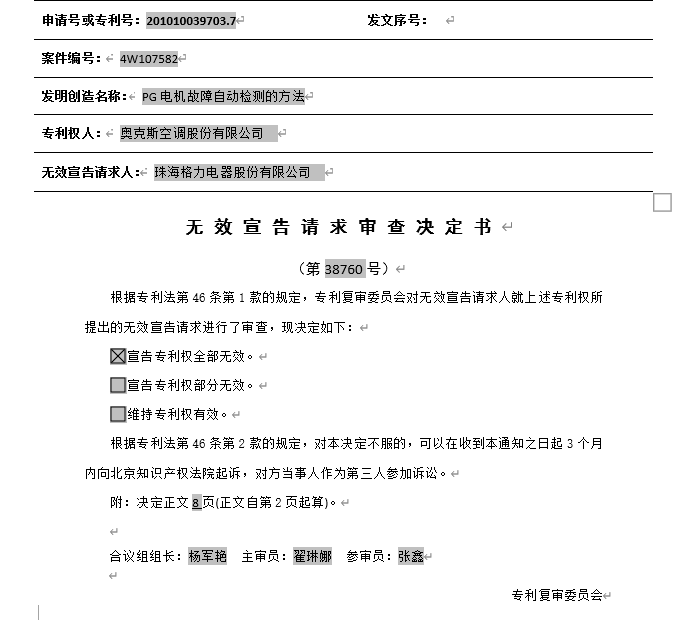 申请号或专利号：201010039703.7 发文序号：
案件编号：4W107582
发明创造名称：PG 电机故障自动检测的方法
专利权人：奥克斯空调股份有限公司
无效宣告请求人：珠海格力电器股份有限公司
无效宣告请求审查决定书
（第 38760 号）
根据专利法第 46 条第 1 款的规定，专利复审委员会对无效宣告请求人就上述专利权所
提出的无效宣告请求进行了审查，现决定如下：
宣告专利权全部无效。
宣告专利权部分无效。
维持专利权有效。
根据专利法第 46 条第 2 款的规定，对本决定不服的，可以在收到本通知之日起 3 个月
内向北京知识产权法院起诉，对方当事人作为第三人参加诉讼。
附：决定正文 8 页(正文自第 2 页起算)。
合议组组长：杨军艳 主审员：翟琳娜 参审员：张鑫
专利复审委员会